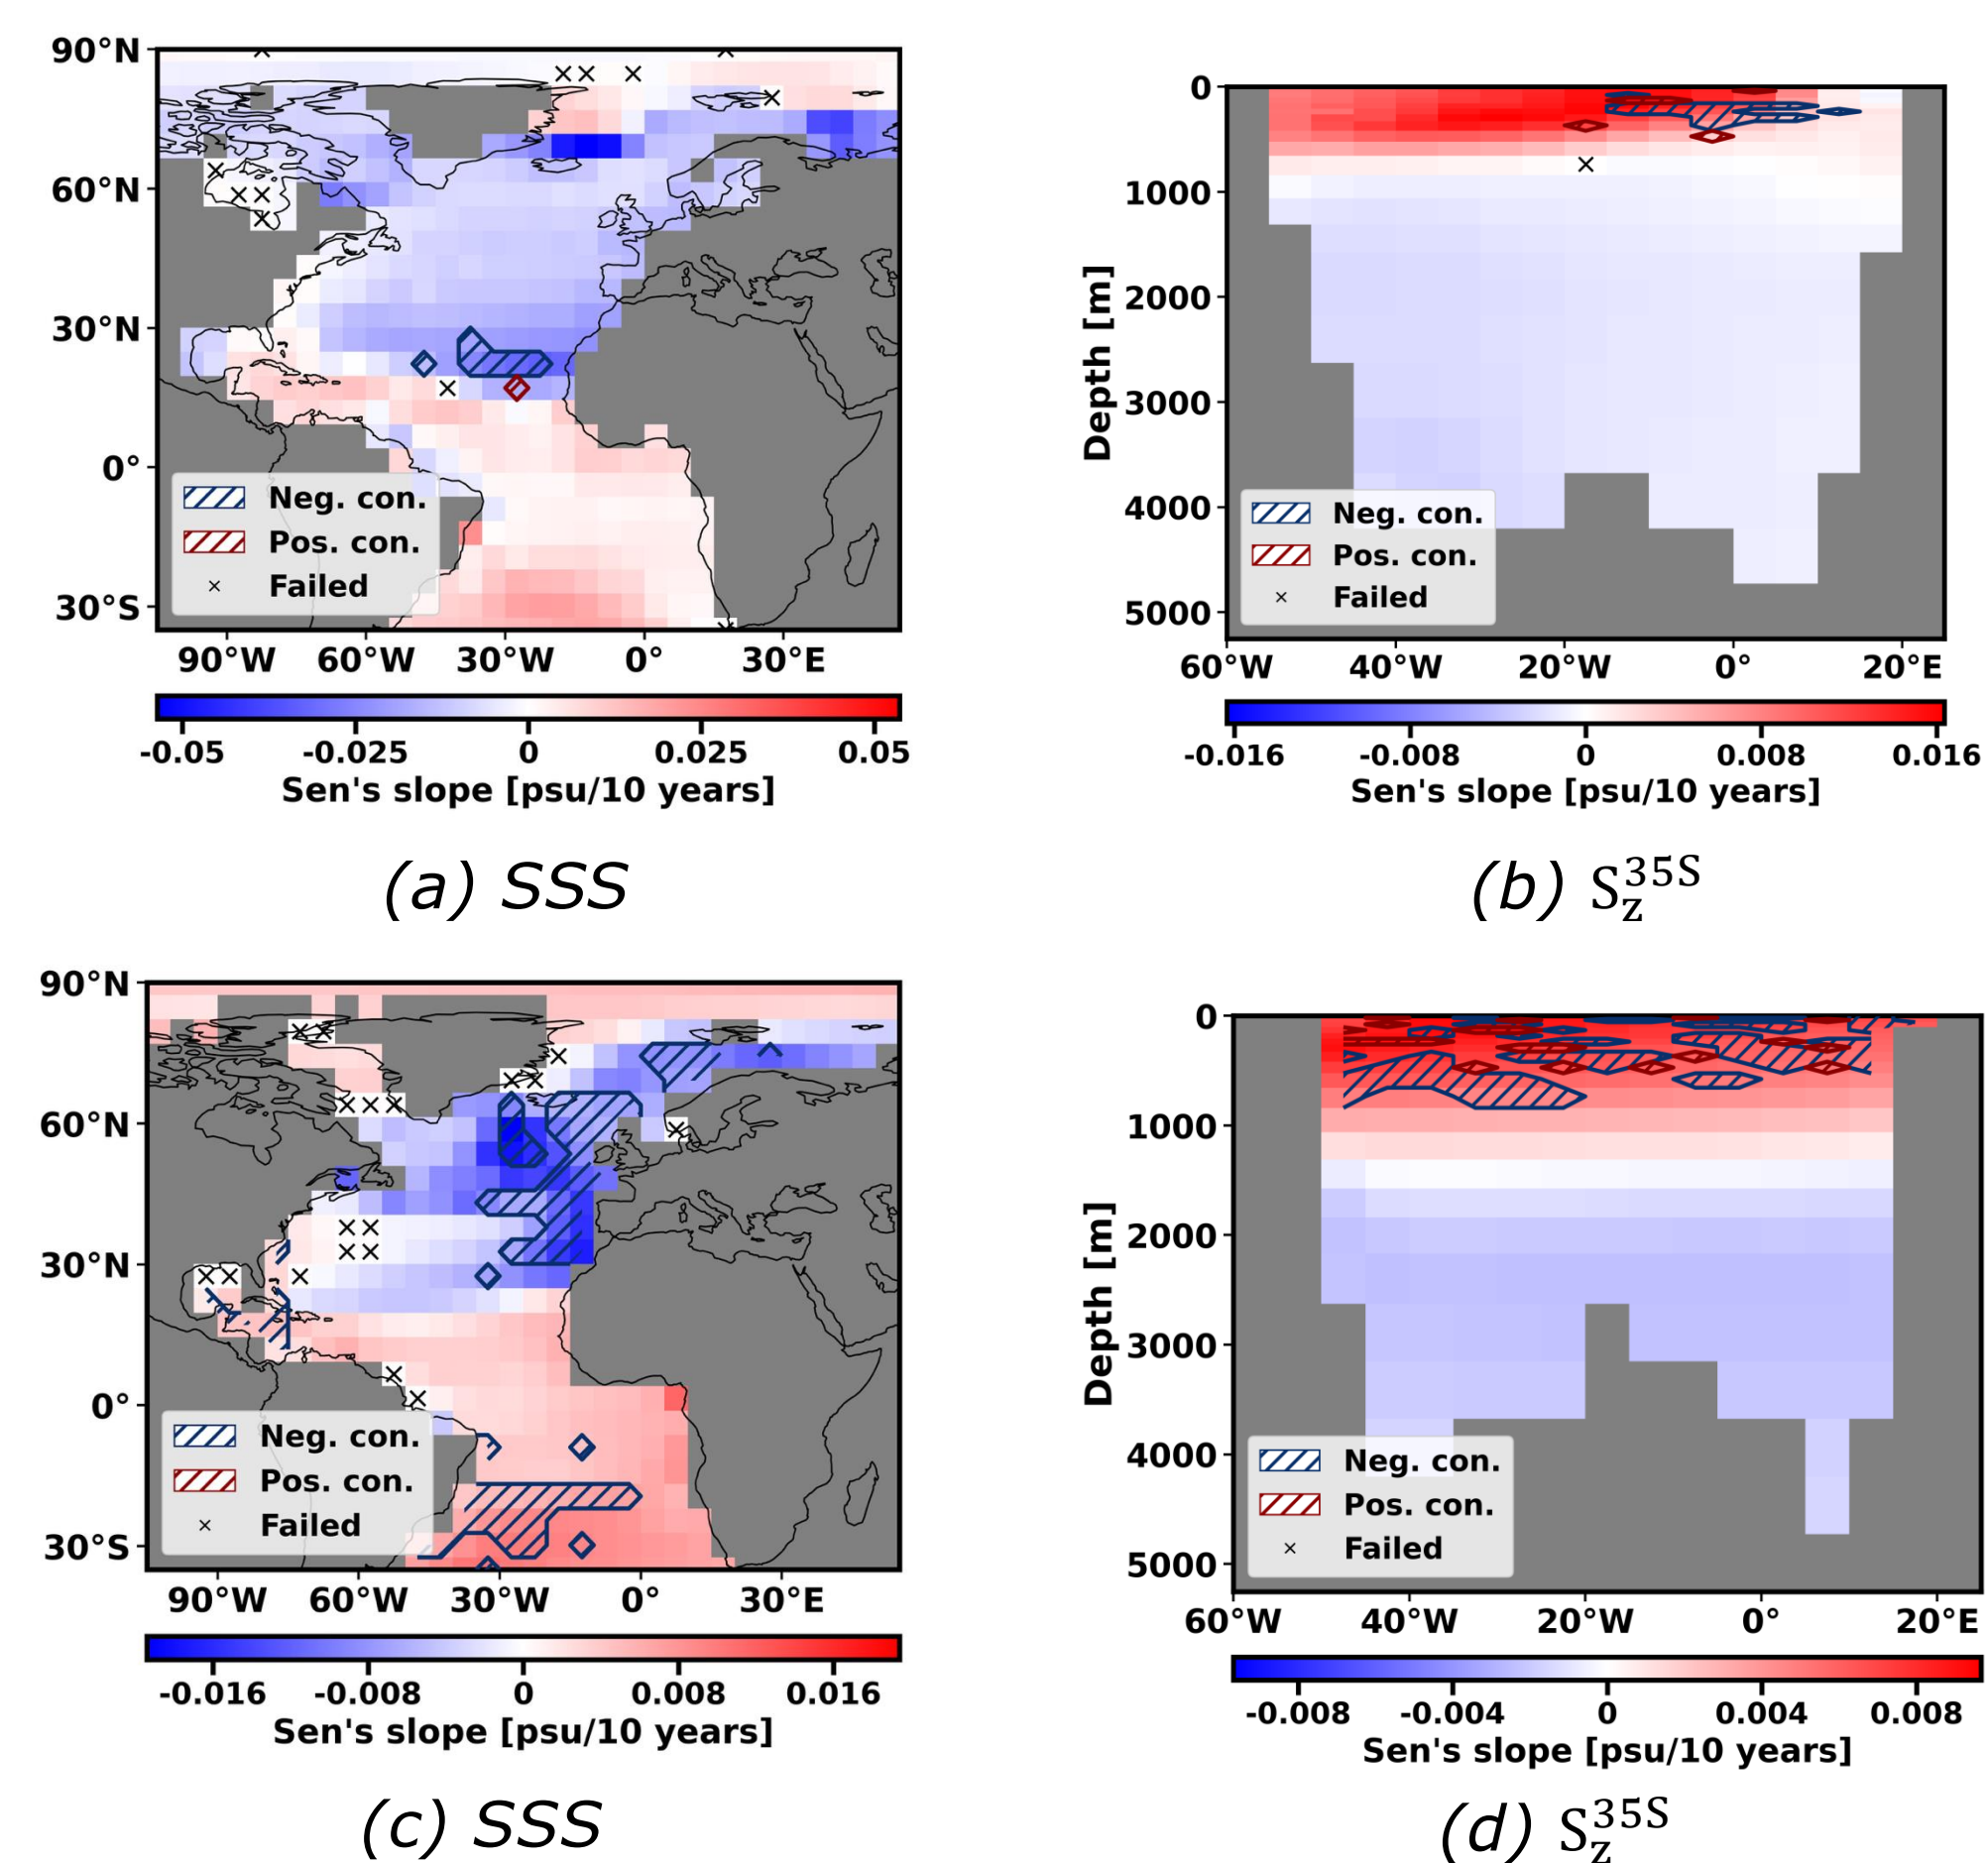 90°N
60°N
30°N
0°
30°S
Neg. con.
Pos. con.
Failed
90°W 60°W 30°W 0° 30°E
-0.05 -0.025 0 0.025 0.05
Sen's slope [psu/10 years]
(a) SSS
0
1000
2000
3000
4000
5000
Depth [m]
Neg. con.
Pos. con.
Failed
60°W 40°W 20°W 0° 20°E
-0.016 -0.008 0 0.008 0.016
Sen's slope [psu/10 years]
(b) S_z^35S
90°N
60°N
30°N
0°
30°S
Neg. con.
Pos. con.
Failed
90°W 60°W 30°W 0° 30°E
-0.016 -0.008 0 0.008 0.016
Sen's slope [psu/10 years]
(c) SSS
0
1000
2000
3000
4000
5000
Depth [m]
Neg. con.
Pos. con.
Failed
60°W 40°W 20°W 0° 20°E
-0.008 -0.004 0 0.004 0.008
Sen's slope [psu/10 years]
(d) S_z^35S